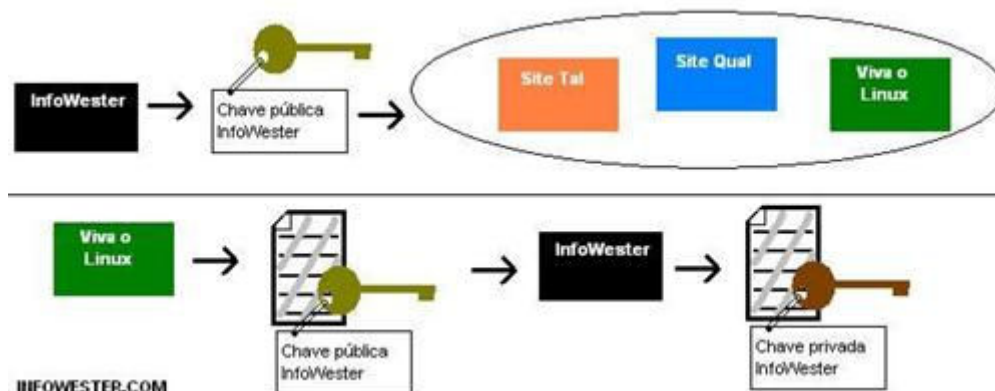 InfoWester
Chave pública
InfoWester
Site Tal
Site Qual
Viva o
Linux
Viva o
Linux
Chave pública
InfoWester
InfoWester
Chave privada
InfoWester
INFOWESTER.COM